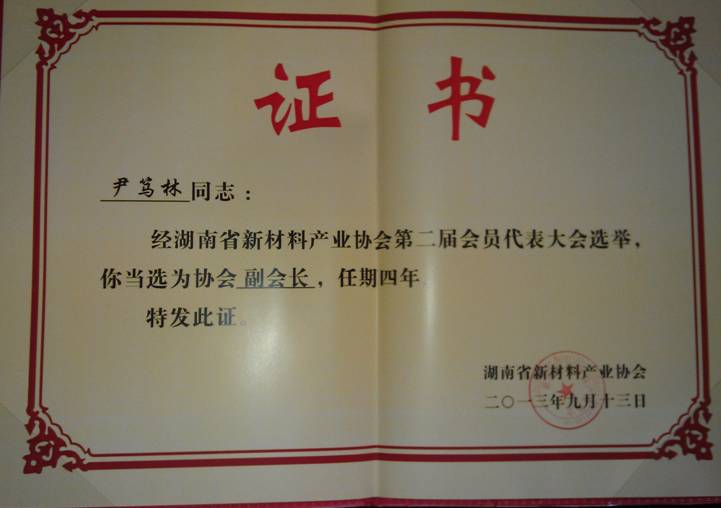 证书
尹笃林同志：
经湖南省新材料产业协会第二届会员代表大会选举，
你当选为协会副会长，任期四年。
特发此证。
湖南省新材料产业协会
二〇一三年九月十三日